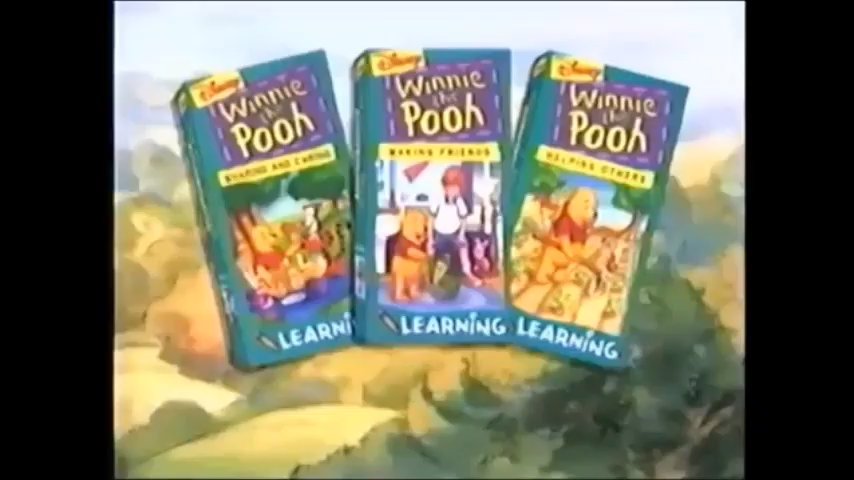 Disney
Winnie
the
Pooh
SHARING AND CARING
LEARNI
Disney
Winnie
the
Pooh
MAKING FRIENDS
LEARNING
Disney
Winnie
the
Pooh
HELPING OTHERS
LEARNING